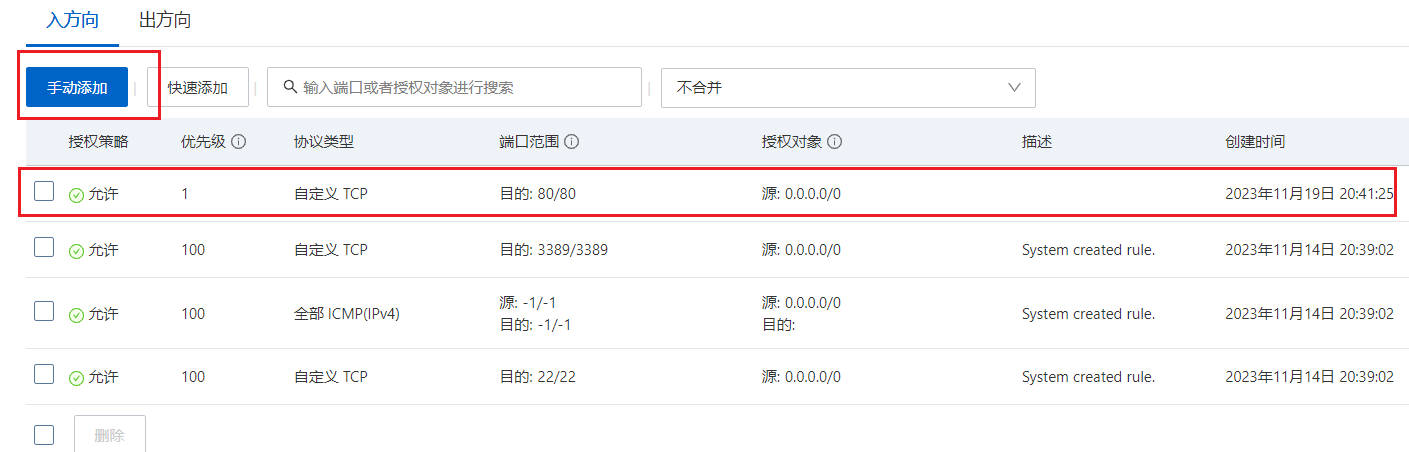 入方向 出方向
手动添加 快速添加 输入端口或者授权对象进行搜索 不合并
授权策略 优先级 协议类型 端口范围 授权对象 描述 创建时间
允许 1 自定义 TCP 目的: 80/80 源: 0.0.0.0/0 2023年11月19日 20:41:25
允许 100 自定义 TCP 目的: 3389/3389 源: 0.0.0.0/0 System created rule. 2023年11月14日 20:39:02
源: -1/-1 源: 0.0.0.0/0
允许 100 全部 ICMP(IPv4) System created rule. 2023年11月14日 20:39:02
目的: -1/-1 目的:
允许 100 自定义 TCP 目的: 22/22 源: 0.0.0.0/0 System created rule. 2023年11月14日 20:39:02
删除